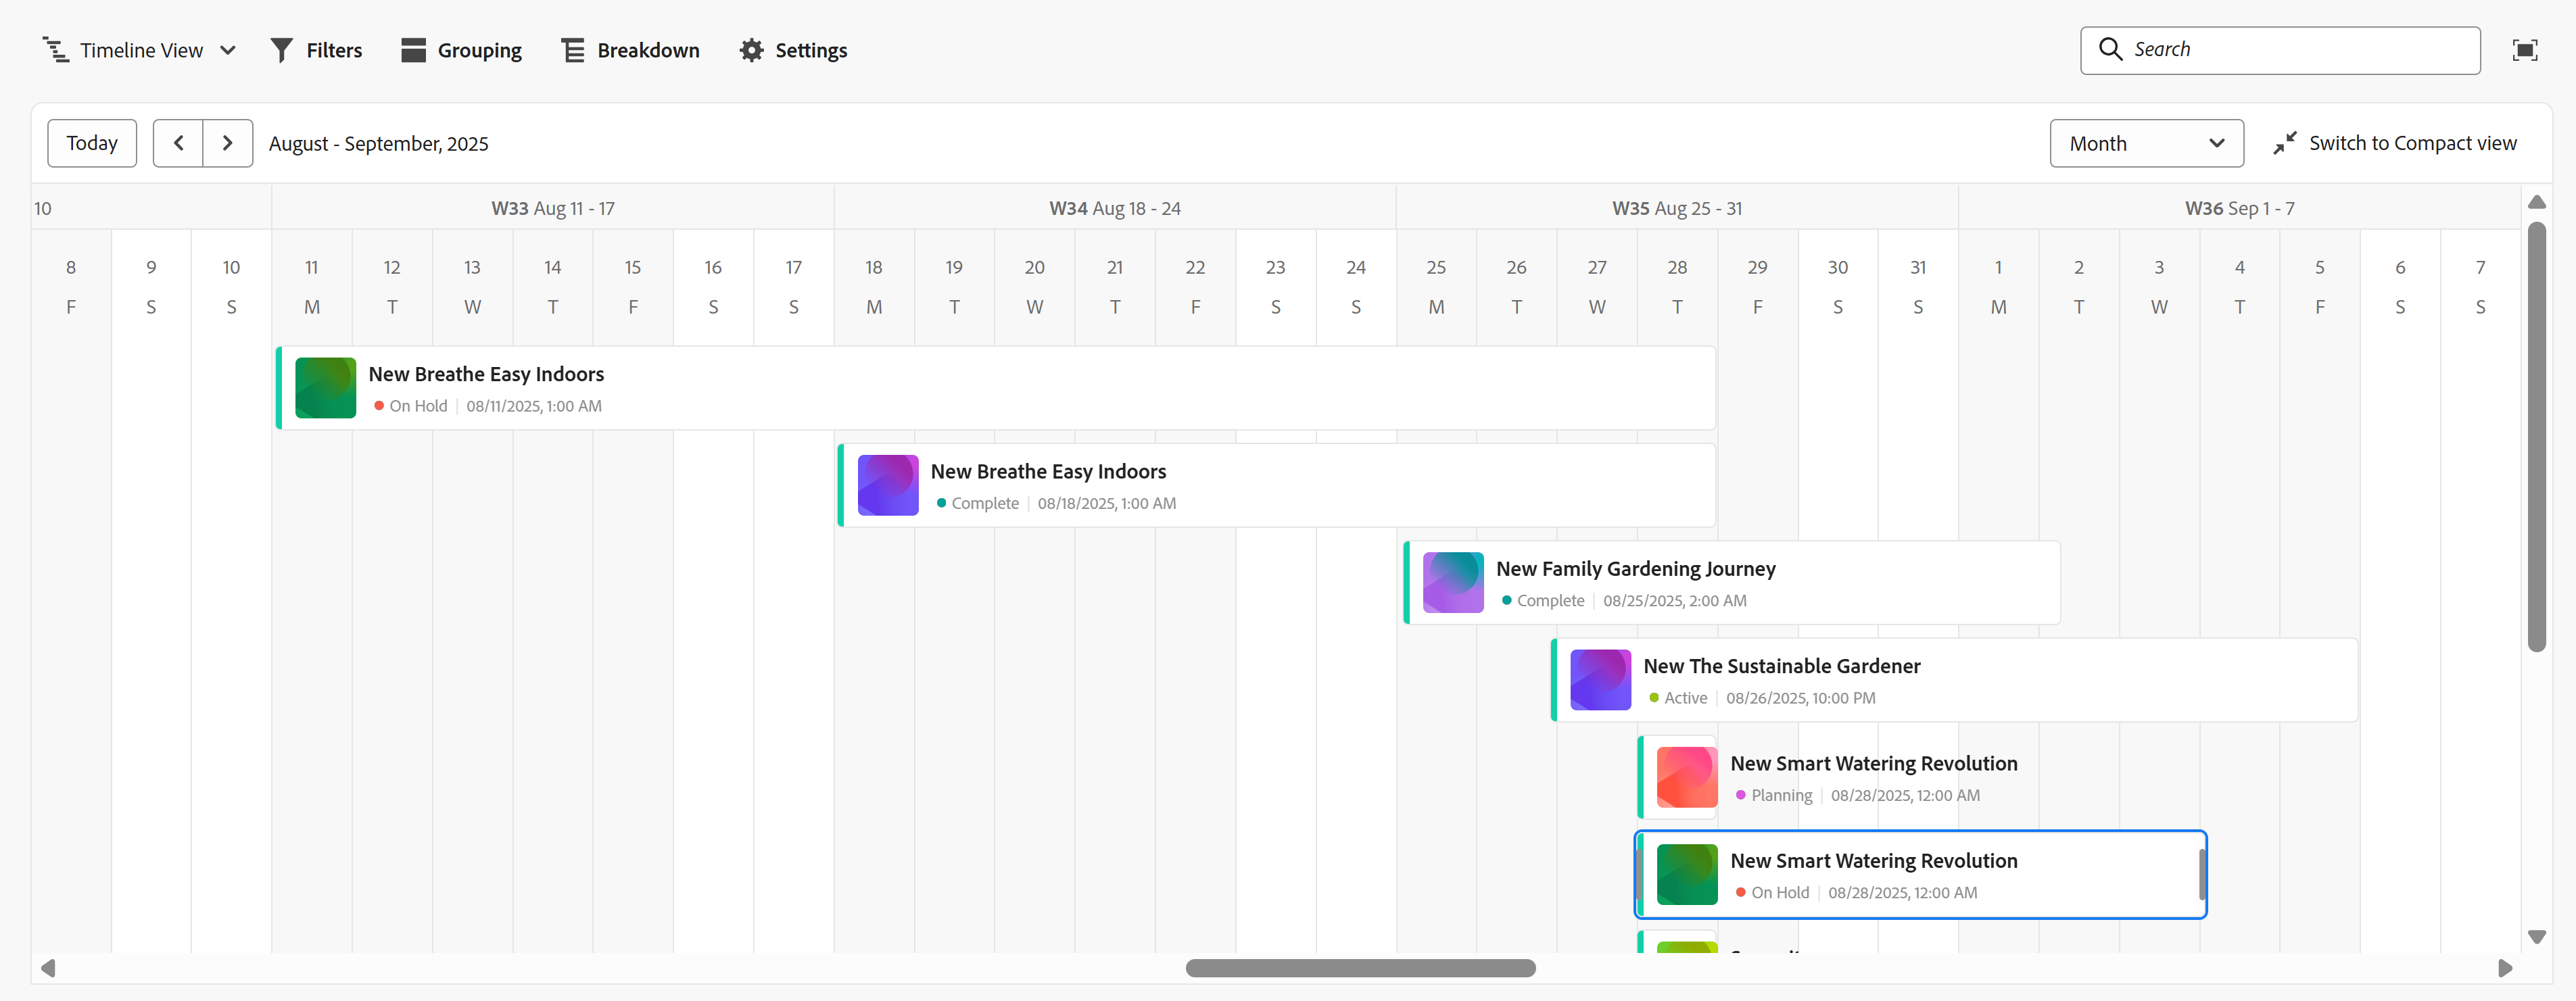 Timeline View Filters Grouping Breakdown Settings Search
Today August - September, 2025 Month Switch to Compact view
10 W33 Aug 11 - 17 W34 Aug 18 - 24 W35 Aug 25 - 31 W36 Sep 1 - 7
8 9 10 11 12 13 14 15 16 17 18 19 20 21 22 23 24 25 26 27 28 29 30 31 1 2 3 4 5 6 7
F S S M T W T F S S M T W T F S S M T W T F S S M T W T F S S
New Breathe Easy Indoors
On Hold 08/11/2025, 1:00 AM
New Breathe Easy Indoors
Complete 08/18/2025, 1:00 AM
New Family Gardening Journey
Complete 08/25/2025, 2:00 AM
New The Sustainable Gardener
Active 08/26/2025, 10:00 PM
New Smart Watering Revolution
Planning 08/28/2025, 12:00 AM
New Smart Watering Revolution
On Hold 08/28/2025, 12:00 AM